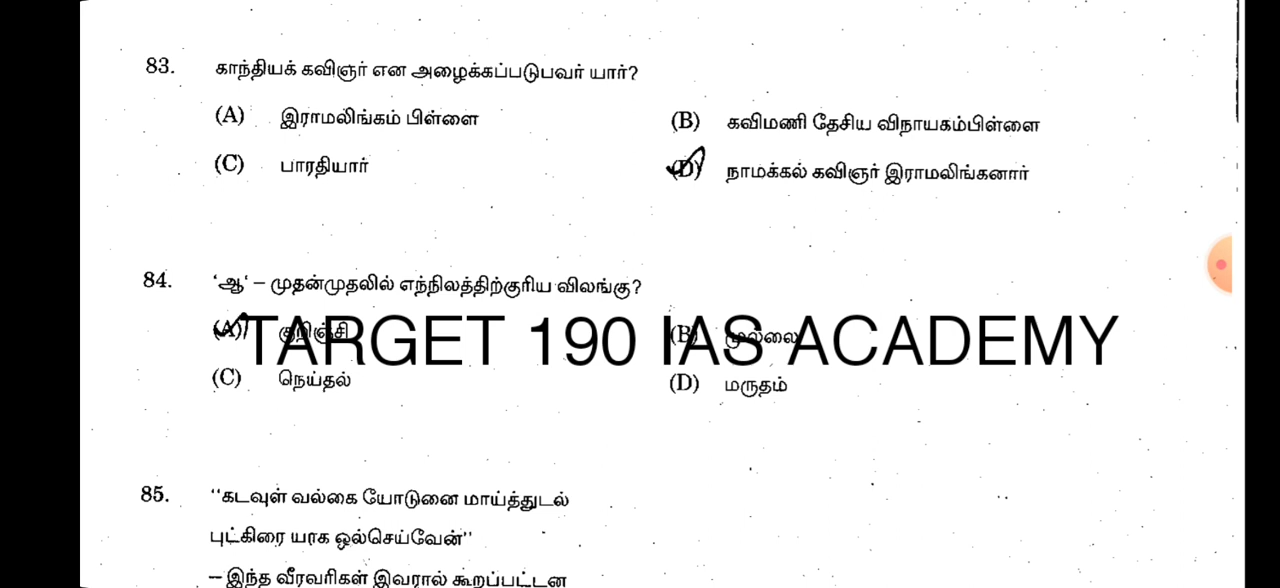 83. காந்தியக் கவிஞர் என அழைக்கப்படுபவர் யார்?
(A) இராமலிங்கம் பிள்ளை (B) கவிமணி தேசிய விநாயகம்பிள்ளை
(C) பாரதியார் (D) நாமக்கல் கவிஞர் இராமலிங்கனார்
84. 'ஆ' – முதன்முதலில் எந்நிலத்திற்குரிய விலங்கு?
(A) குறிஞ்சி (B) முல்லை
TARGET 190 IAS ACADEMY
(C) நெய்தல் (D) மருதம்
85. "கடவுள் வல்கை யோடுனை மாய்த்துடல்
புட்கிரை யாக ஒல்செய்வேன்"
– இந்த வீரவரிகள் இவரால் கூறப்பட்டன